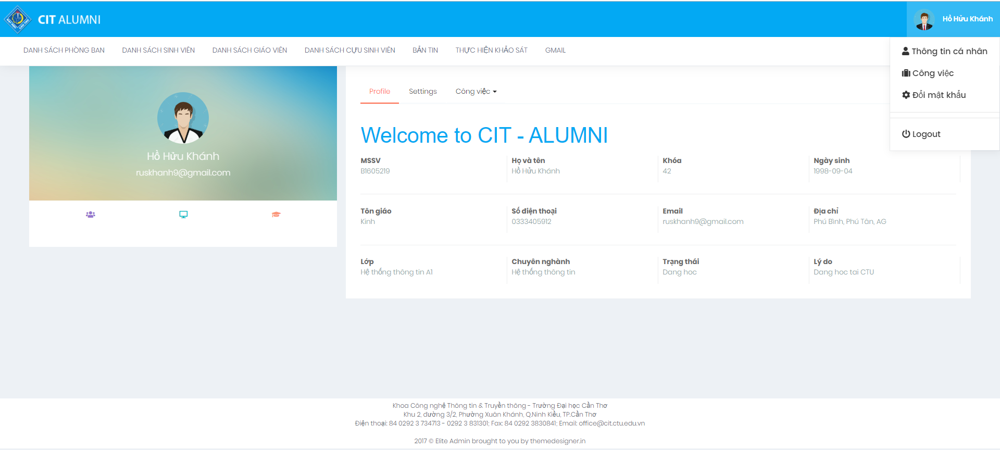 CIT ALUMNI
Hồ Hửu Khánh
DANH SÁCH PHÒNG BAN
DANH SÁCH SINH VIÊN
DANH SÁCH GIÁO VIÊN
DANH SÁCH CỰU SINH VIÊN
BẢN TIN
THỰC HIỆN KHẢO SÁT
GMAIL
Thông tin cá nhân
Công việc
Đổi mật khẩu
Logout
Hồ Hửu Khánh
ruskhanh9@gmail.com
Profile
Settings
Công việc
Welcome to CIT - ALUMNI
MSSV
B1605219
Họ và tên
Hồ Hửu Khánh
Khóa
42
Ngày sinh
1998-09-04
Tôn giáo
Kinh
Số điện thoại
0333405912
Email
ruskhanh9@gmail.com
Địa chỉ
Phú Bình, Phú Tân, AG
Lớp
Hệ thống thông tin A1
Chuyên nghành
Hệ thống thông tin
Trạng thái
Dang hoc
Lý do
Dang hoc tai CTU
Khoa Công nghệ Thông tin & Truyền thông - Trường Đại học Cần Thơ
Khu 2, đường 3/2, Phường Xuân Khánh, Q.Ninh Kiều, TP.Cần Thơ
Điện thoại: 84 0292 3 734713 - 0292 3 831301; Fax: 84 0292 3830841; Email: office@cit.ctu.edu.vn
2017 © Elite Admin brought to you by themedesigner.in